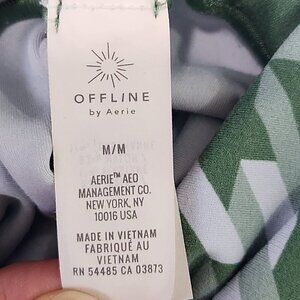 OFFLINE
by Aerie
M/M
AERIE™ AEO
MANAGEMENT CO.
NEW YORK, NY
10016 USA
MADE IN VIETNAM
FABRIQUÉ AU
VIETNAM
RN 54485 CA 03873